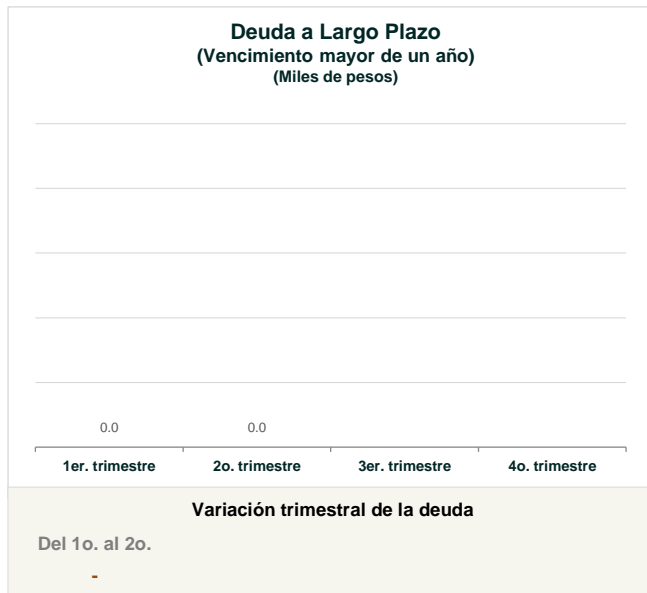 Deuda a Largo Plazo
(Vencimiento mayor de un año)
(Miles de pesos)
0.0 0.0
1er. trimestre 2o. trimestre 3er. trimestre 4o. trimestre
Variación trimestral de la deuda
Del 1o. al 2o.
-